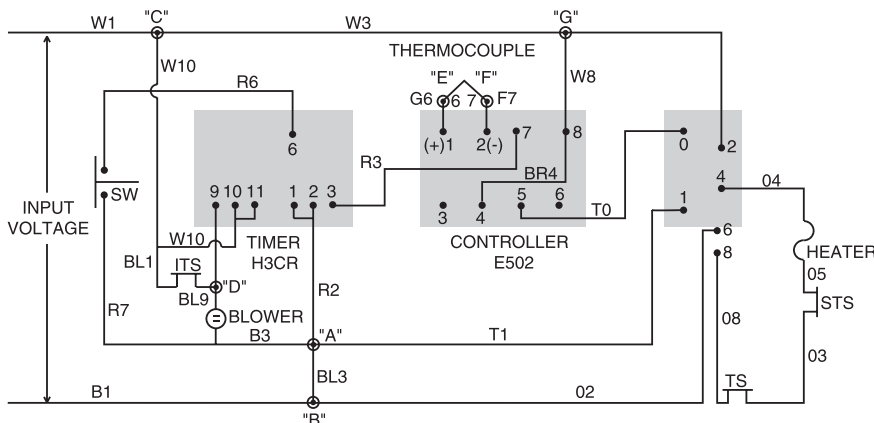 W1
"C"
W3
"G"
W10
THERMOCOUPLE
W8
R6
"E" "F"
G6 6 7 F7
6
(+)1 2(-) 7 8
0 2
R3
BR4
4 04
SW
9 10 11 1 2 3
3 4 5 6
T0
1
6
8
INPUT
VOLTAGE
W10
TIMER
H3CR
CONTROLLER
E502
HEATER
BL1 ITS
"D"
BL9
R2
05
STS
R7
BLOWER
B3
"A"
T1
08
03
BL3
TS
B1
02
"B"